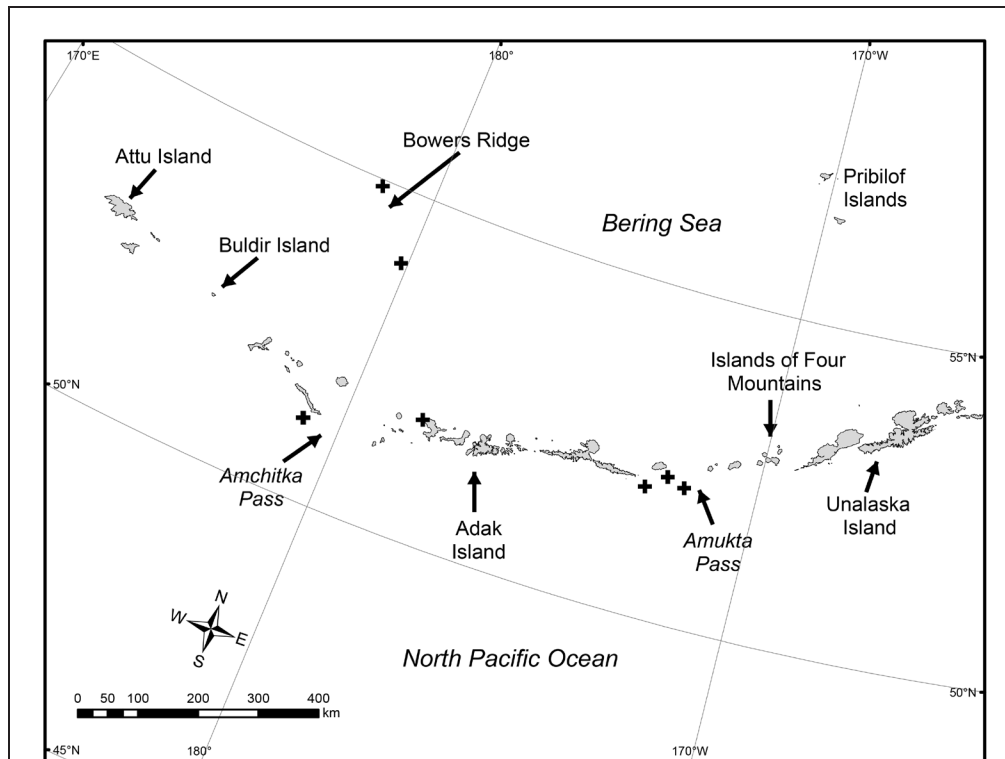 170°E
180°
170°W
Bowers Ridge
Attu Island
Pribilof
Islands
Bering Sea
Buldir Island
Islands of Four
Mountains
55°N
50°N
Amchitka
Pass
Adak
Island
Amukta
Pass
Unalaska
Island
N
W
E
S
North Pacific Ocean
50°N
0 50 100 200 300 400
km
45°N
180°
170°W